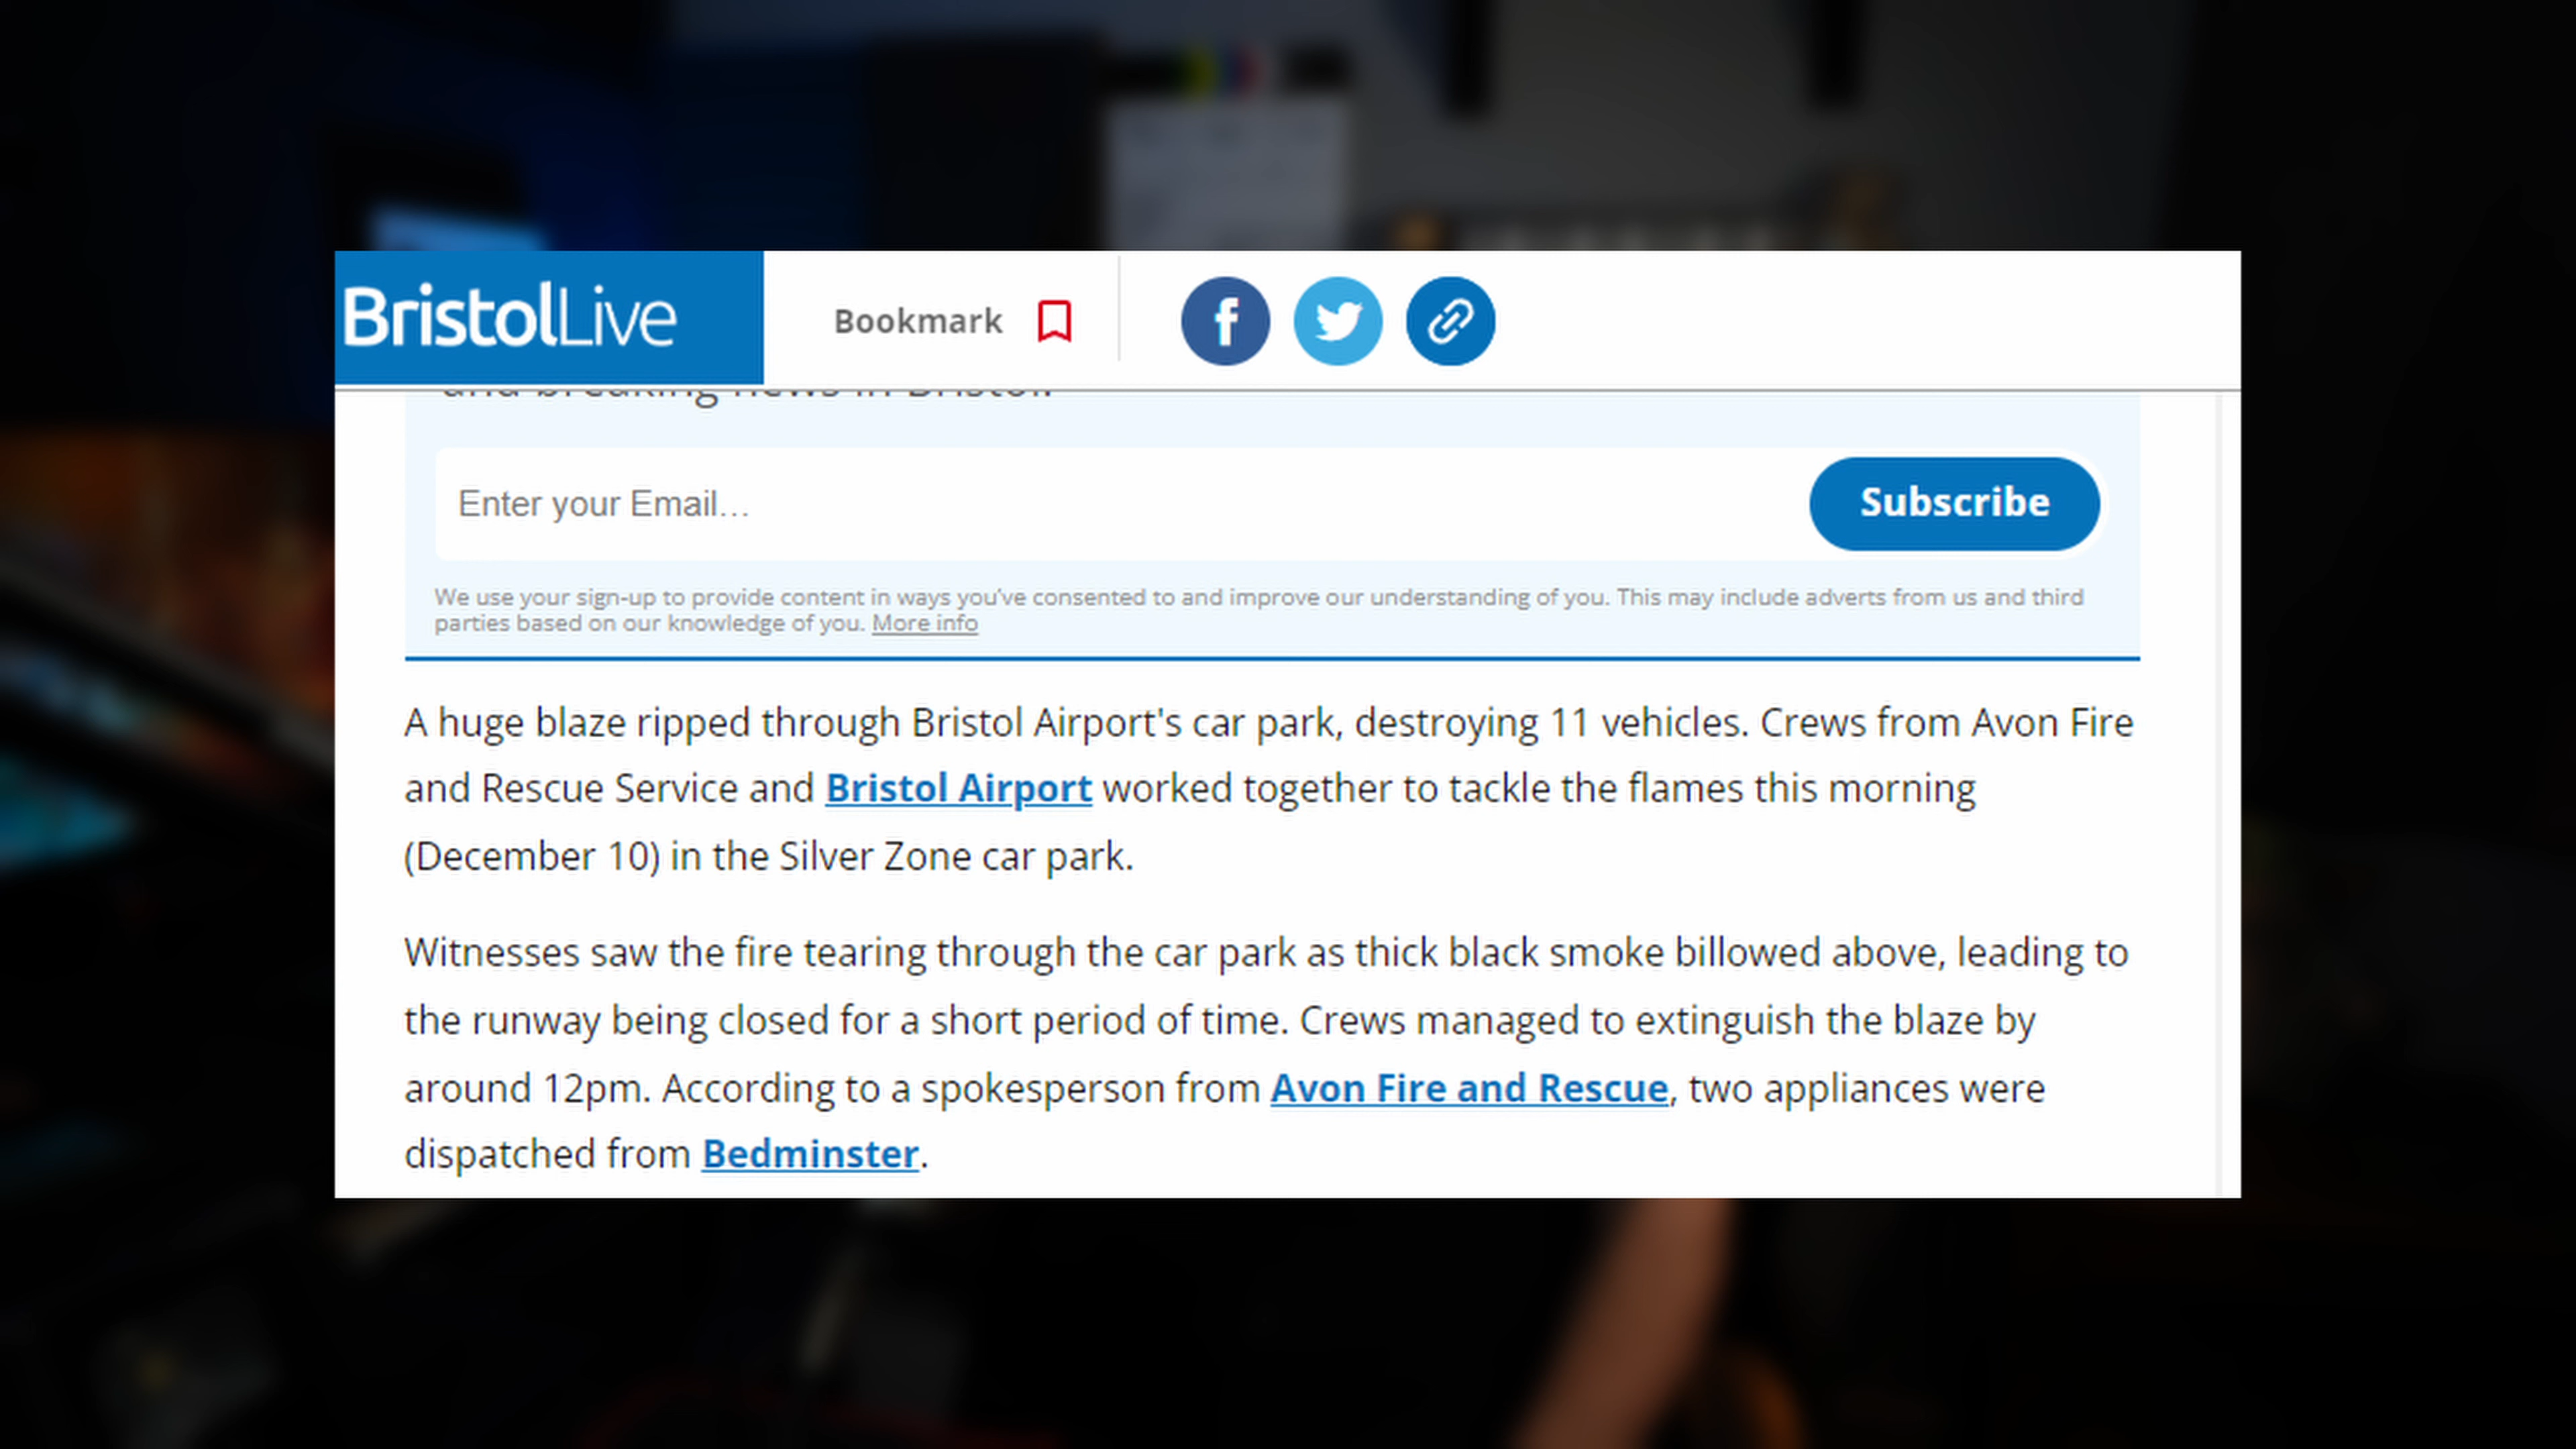 BristolLive
Bookmark
and breaking news in Bristol.
Enter your Email...
Subscribe
We use your sign-up to provide content in ways you've consented to and improve our understanding of you. This may include adverts from us and third
parties based on our knowledge of you. More info
A huge blaze ripped through Bristol Airport's car park, destroying 11 vehicles. Crews from Avon Fire
and Rescue Service and Bristol Airport worked together to tackle the flames this morning
(December 10) in the Silver Zone car park.
Witnesses saw the fire tearing through the car park as thick black smoke billowed above, leading to
the runway being closed for a short period of time. Crews managed to extinguish the blaze by
around 12pm. According to a spokesperson from Avon Fire and Rescue, two appliances were
dispatched from Bedminster.